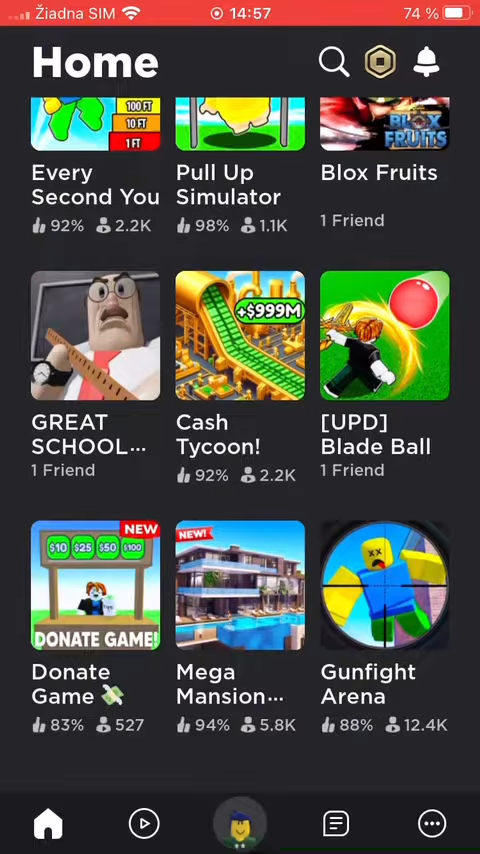 Žiadna SIM 14:57 74 %
Home
100 FT
10 FT
1 FT
BLOX
FRUITS
Every
Second You
92% 2.2K
Pull Up
Simulator
98% 1.1K
Blox Fruits
1 Friend
+$999M
GREAT
SCHOOL...
1 Friend
Cash
Tycoon!
92% 2.2K
[UPD]
Blade Ball
1 Friend
NEW
$10 $25 $50 $100
DONATE GAME!
NEW!
Donate
Game 💸
83% 527
Mega
Mansion...
94% 5.8K
Gunfight
Arena
88% 12.4K